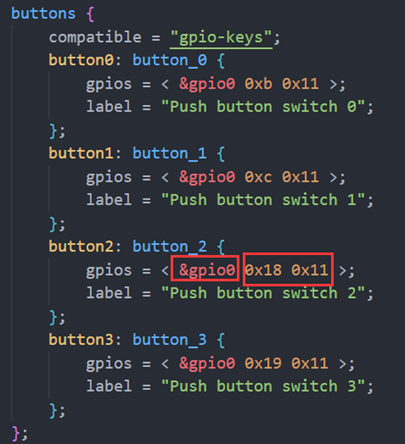 buttons {
compatible = "gpio-keys";
button0: button_0 {
gpios = < &gpio0 0xb 0x11 >;
label = "Push button switch 0";
};
button1: button_1 {
gpios = < &gpio0 0xc 0x11 >;
label = "Push button switch 1";
};
button2: button_2 {
gpios = < &gpio0 0x18 0x11 >;
label = "Push button switch 2";
};
button3: button_3 {
gpios = < &gpio0 0x19 0x11 >;
label = "Push button switch 3";
};
};